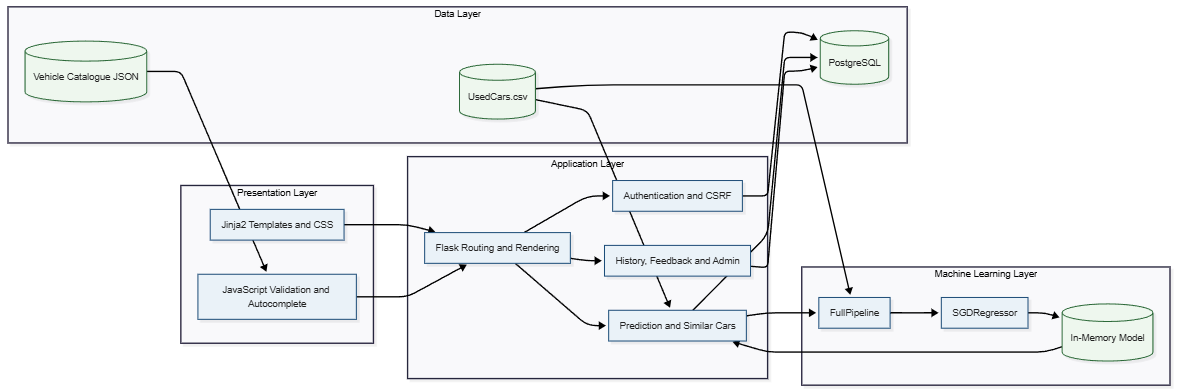 Data Layer
Vehicle Catalogue JSON
UsedCars.csv
PostgreSQL
Presentation Layer
Jinja2 Templates and CSS
JavaScript Validation and
Autocomplete
Application Layer
Authentication and CSRF
Flask Routing and Rendering
History, Feedback and Admin
Prediction and Similar Cars
Machine Learning Layer
FullPipeline
SGDRegressor
In-Memory Model